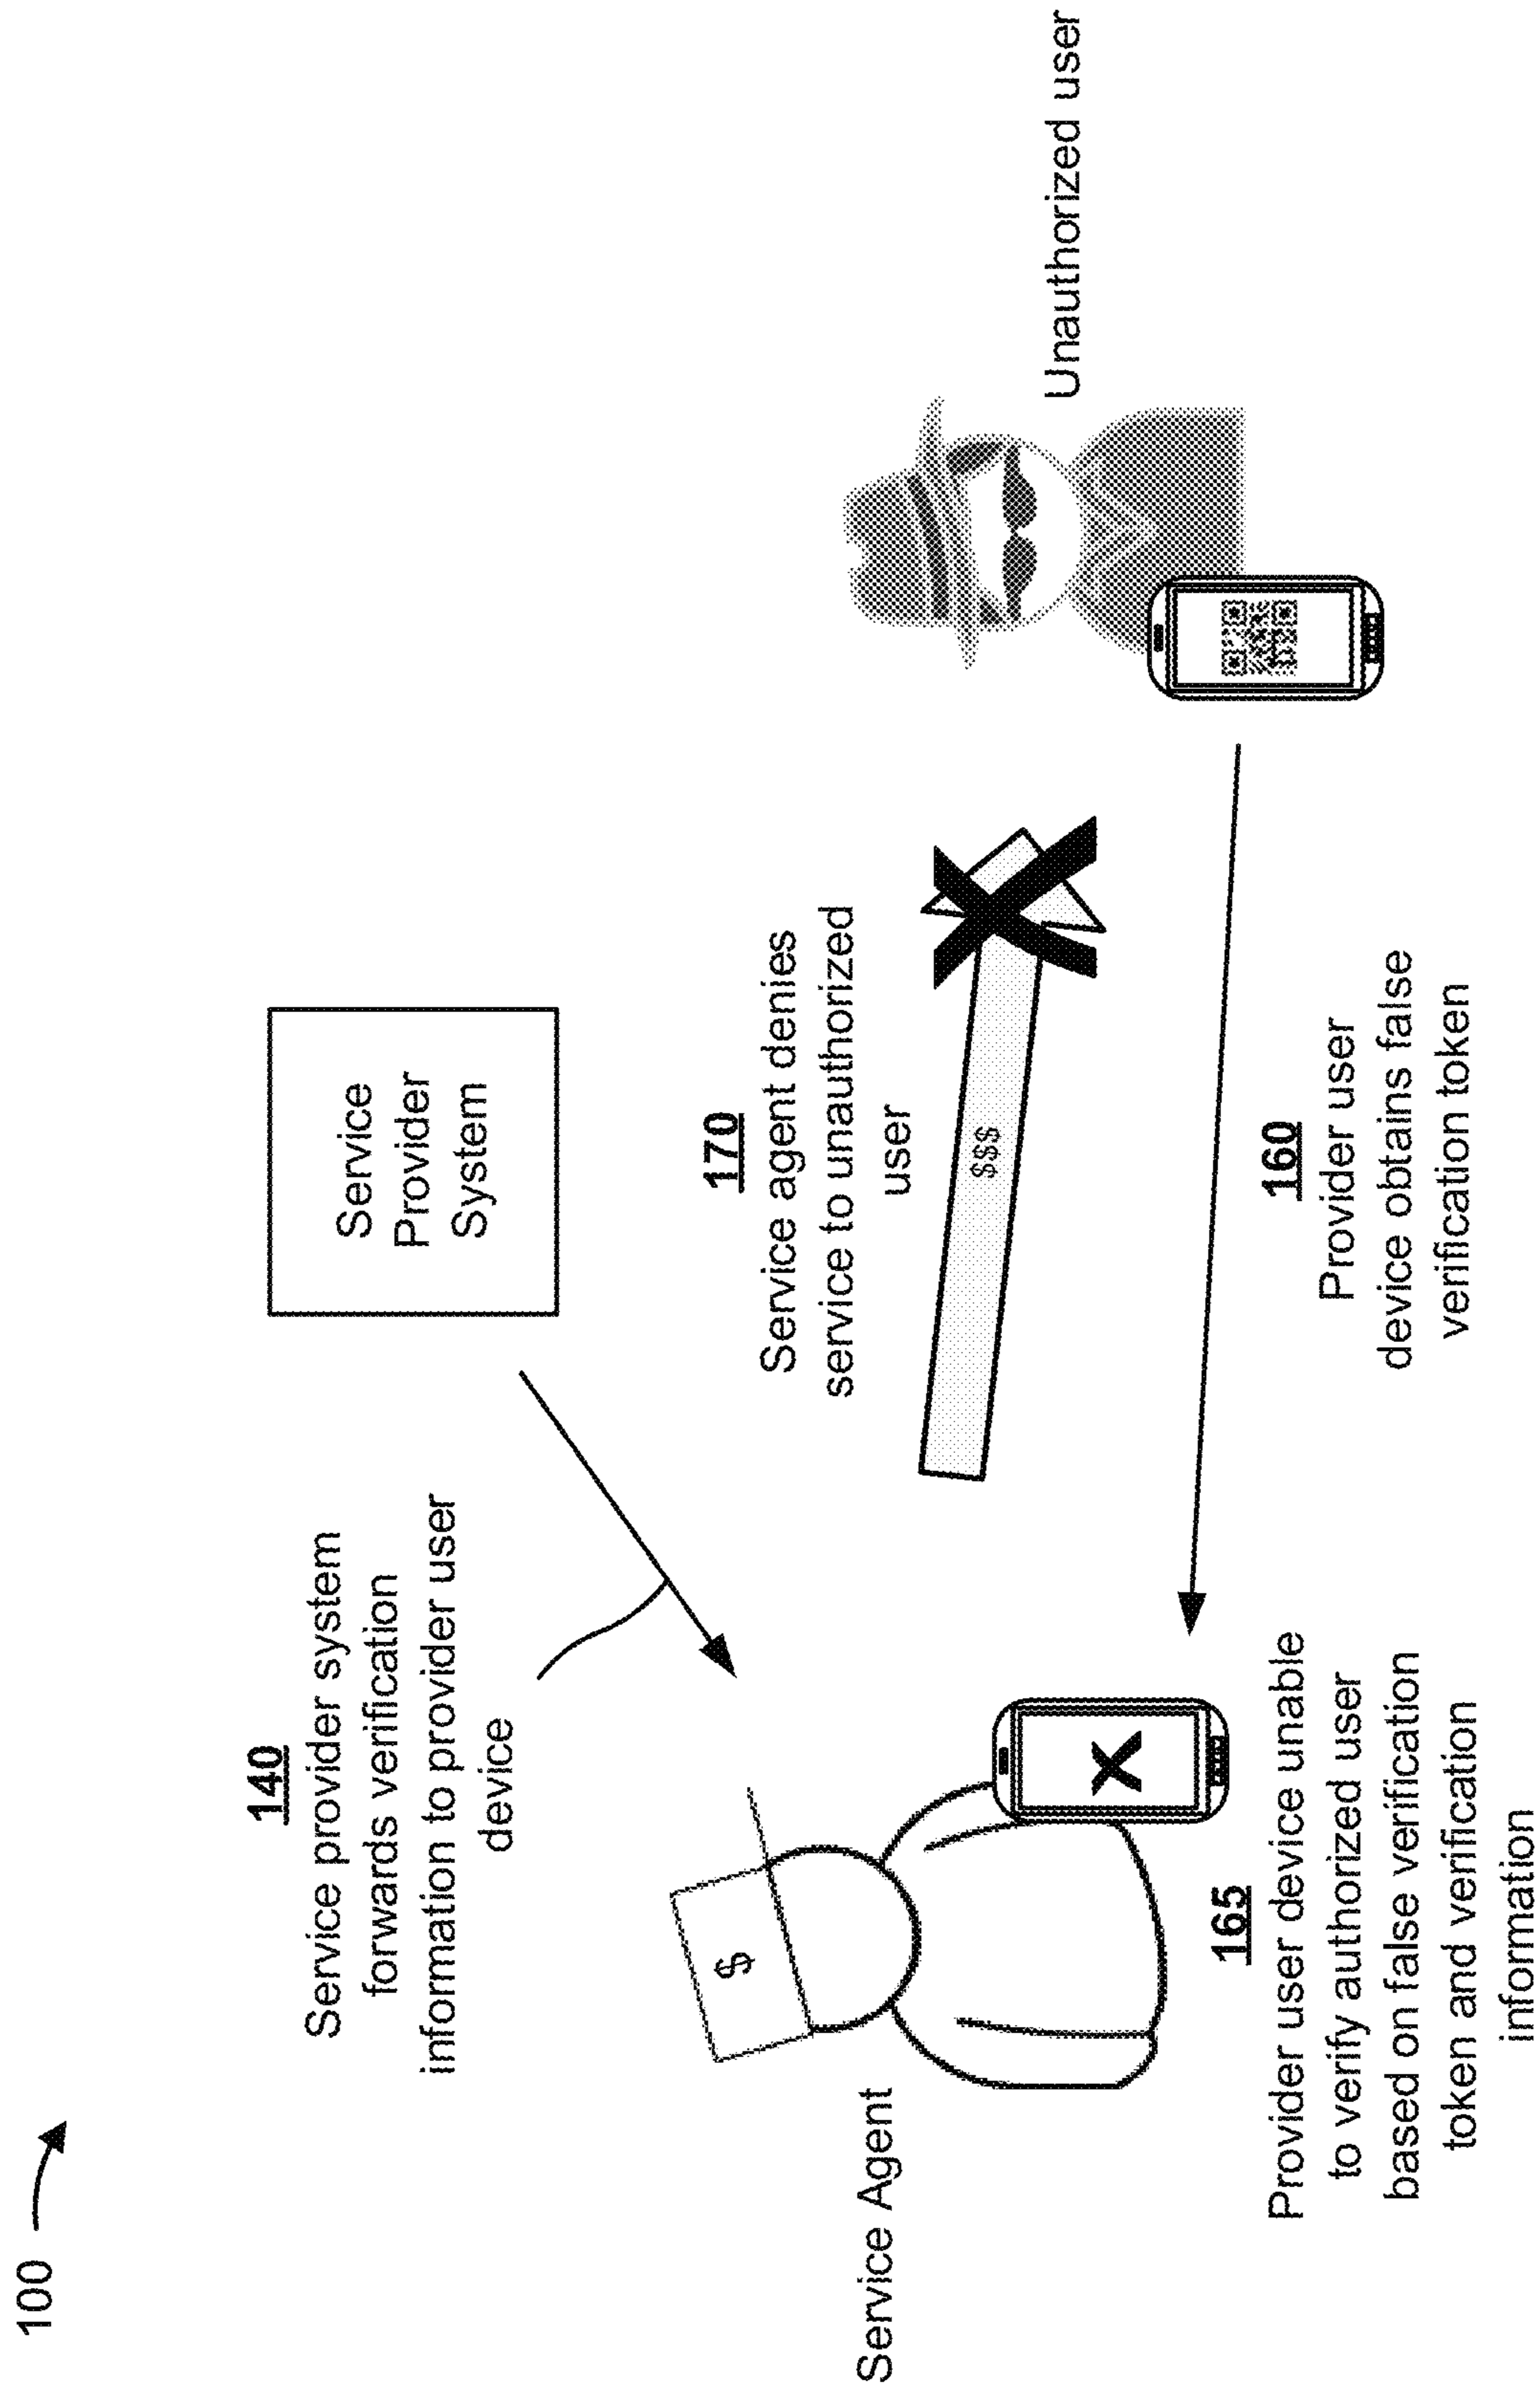 100
140
Service provider system
forwards verification
information to provider user
device
Service
Provider
System
170
Service agent denies
service to unauthorized
user
$$$
$
Service Agent
Unauthorized user
165
Provider user device unable
to verify authorized user
based on false verification
token and verification
information
160
Provider user
device obtains false
verification token